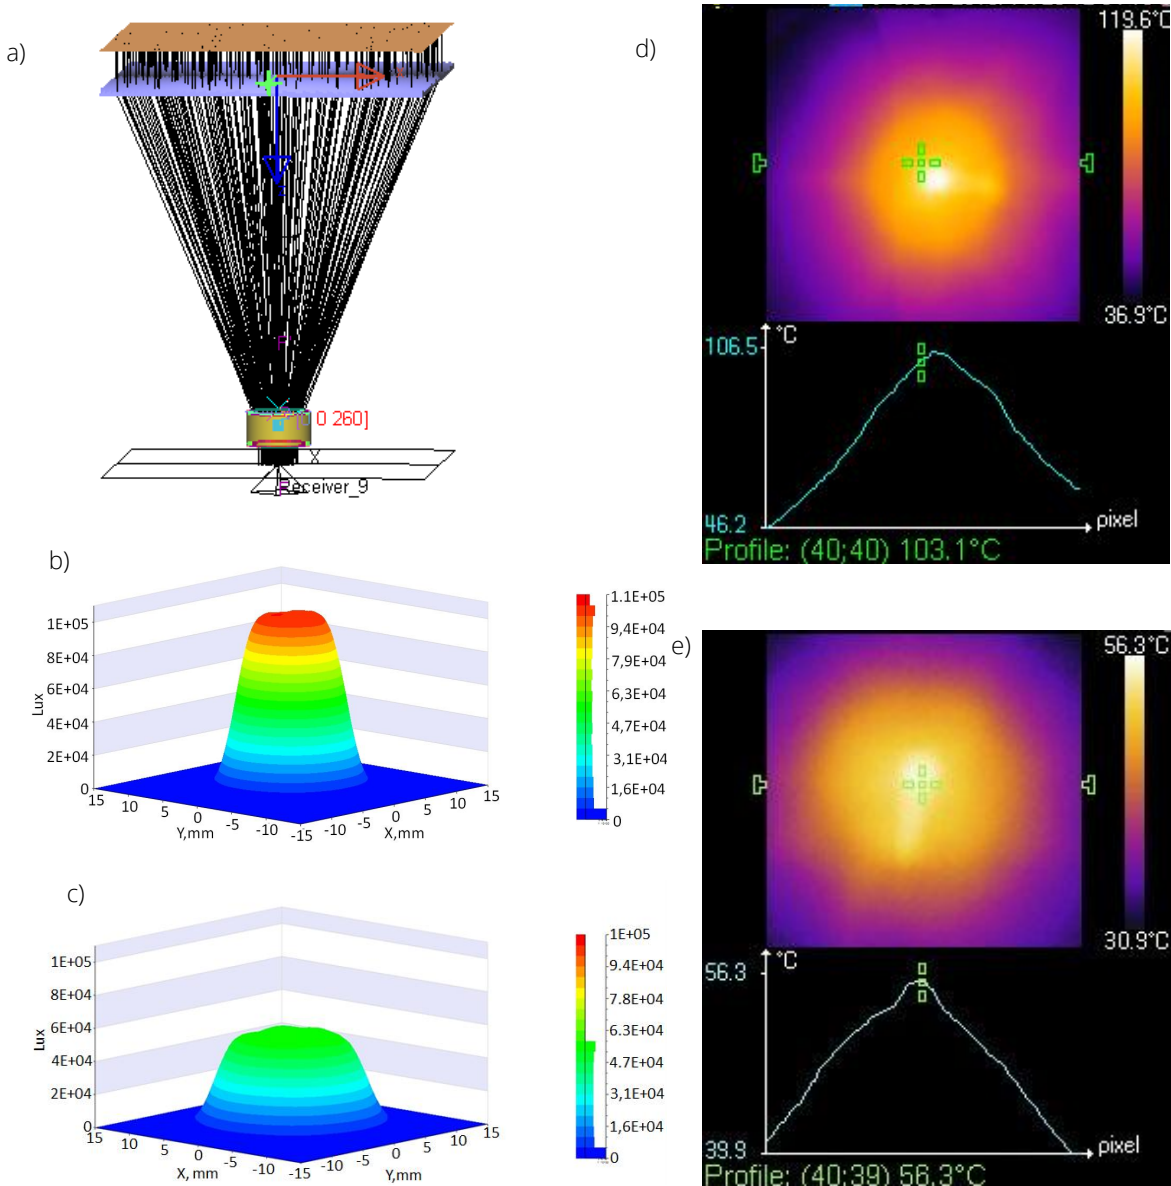 a)
[0 0 260]
X
Receiver_9
b)
1E+05
8E+04
6E+04
4E+04
2E+04
0
Lux
15
10
5
0
-5
-10
-15
-10
-5
0
5
10
15
Y,mm
X,mm
1.1E+05
9,4E+04
7,9E+04
6,3E+04
4,7E+04
3,1E+04
1,6E+04
0
c)
1E+05
8E+04
6E+04
4E+04
2E+04
0
Lux
15
10
5
0
-5
-10
-15
-10
-5
0
5
10
15
X, mm
Y,mm
1E+05
9.4E+04
7.8E+04
6.3E+04
4.7E+04
3,1E+04
1,6E+04
0
d)
119.6°C
36.9°C
106.5
°C
46.2
pixel
Profile: (40;40) 103.1°C
e)
56.3°C
30.9°C
56.3
°C
39.9
pixel
Profile: (40;39) 56.3°C